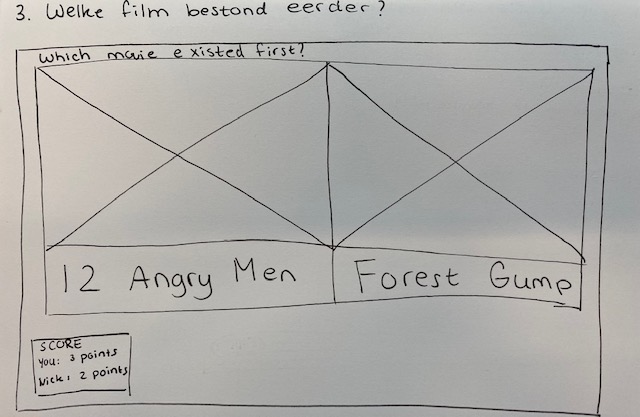 3. Welke film bestond eerder?
Which movie existed first?
12 Angry Men
Forest Gump
SCORE
You: 3 points
Nick: 2 points